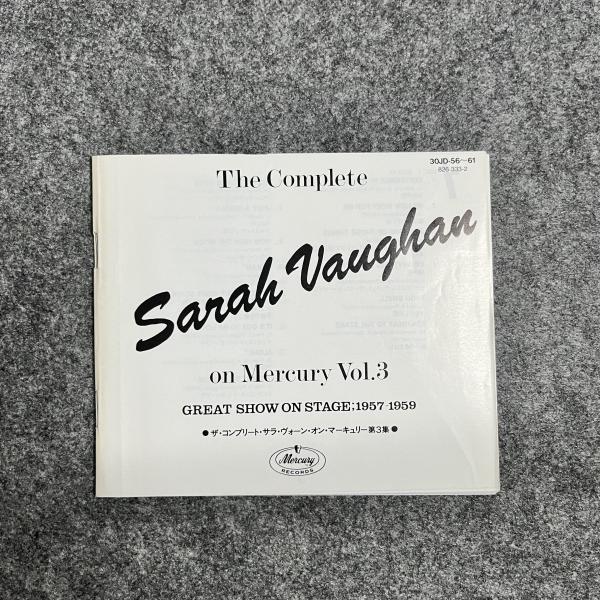 30JD-56〜61
826 333-2
The Complete
Sarah Vaughan
on Mercury Vol.3
GREAT SHOW ON STAGE;1957-1959
●ザ・コンプリート・サラ・ヴォーン・オン・マーキュリー第3集●
Mercury
RECORDS